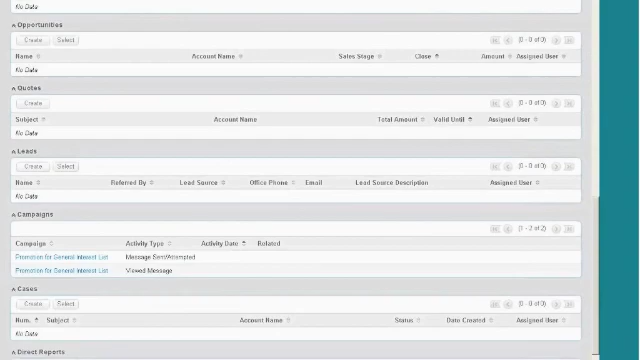 No Data
Opportunities
Create Select (0 - 0 of 0)
Name Account Name Sales Stage Close Amount Assigned User
No Data
Quotes
Create (0 - 0 of 0)
Subject Account Name Total Amount Valid Until Assigned User
No Data
Leads
Create Select (0 - 0 of 0)
Name Referred By Lead Source Office Phone Email Lead Source Description Assigned User
No Data
Campaigns
(1 - 2 of 2)
Campaign Activity Type Activity Date Related
Promotion for General Interest List Message Sent/Attempted
Promotion for General Interest List Viewed Message
Cases
Create Select (0 - 0 of 0)
Num. Subject Account Name Status Date Created Assigned User
No Data
Direct Reports